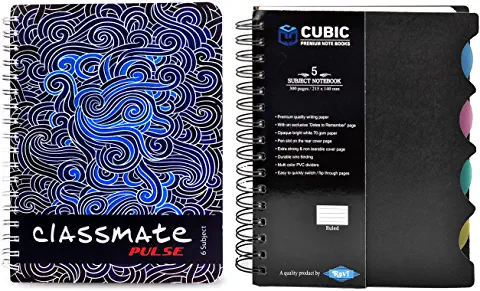 classmate
PULSE
6 Subject
CUBIC
PREMIUM NOTE BOOKS
5
SUBJECT NOTEBOOK
300 pages / 215 x 140 mm
• Premium quality writing paper
• With an exclusive "Dates to Remember" page
• Opaque bright white 70 gsm paper
• Pen slot on the rear cover page
• Extra strong & non tearable cover page
• Durable wiro binding
• Multi color PVC dividers
• Easy to quickly switch / flip through pages
Ruled
A quality product by